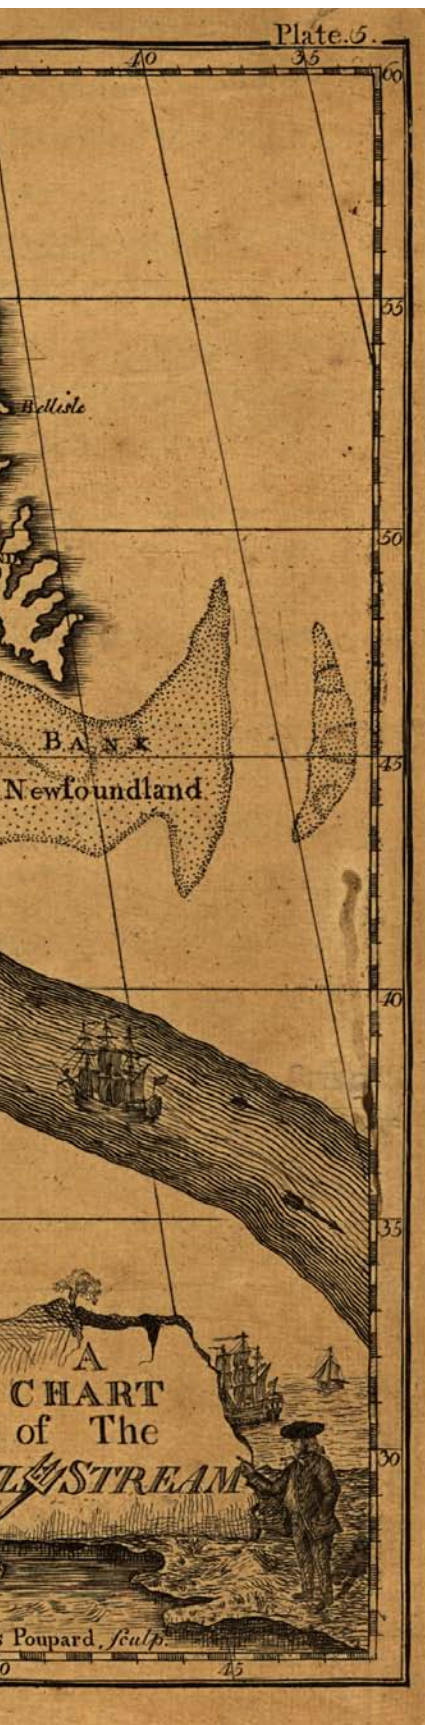 Plate.5.
40 35
60
55
Bellisle
50
BANK
45
Newfoundland
40
35
A
CHART
of The
STREAM
30
Poupard, sculp.
45